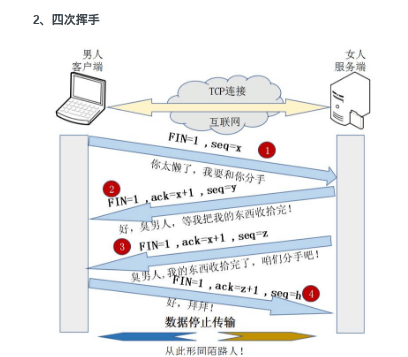 2、四次挥手
男人
客户端
女人
服务端
TCP连接
互联网
FIN=1 , seq=x
1
你太懒了，我要和你分手
2
FIN=1 , ack=x+1 , seq=y
好，臭男人，等我把我的东西收拾完！
3
FIN=1 , ack=x+1 , seq=z
臭男人，我的东西收拾完了，咱们分手吧！
FIN=1 , ack=z+1 , seq=h
4
好，拜拜！
数据停止传输
从此形同陌路人！